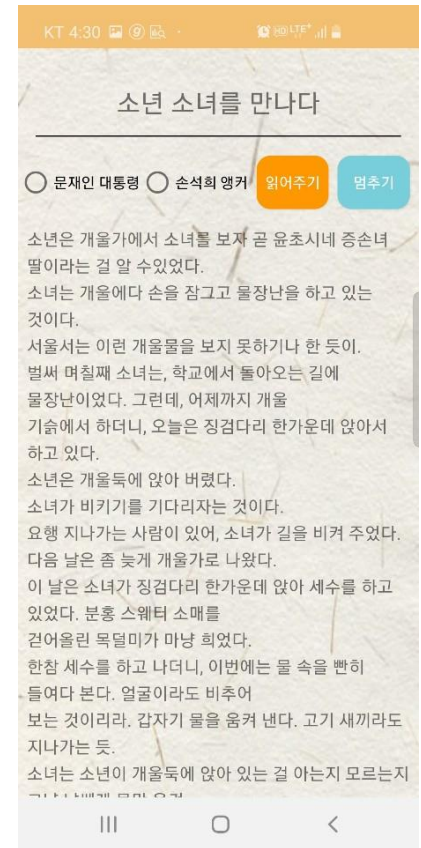 KT 4:30
소년 소녀를 만나다
문재인 대통령 손석희 앵커 읽어주기 멈추기
소년은 개울가에서 소녀를 보자 곧 윤초시네 증손녀
딸이라는 걸 알 수있었다.
소녀는 개울에다 손을 잠그고 물장난을 하고 있는
것이다.
서울서는 이런 개울물을 보지 못하기나 한 듯이.
벌써 며칠째 소녀는, 학교에서 돌아오는 길에
물장난이었다. 그런데, 어제까지 개울
기슭에서 하더니, 오늘은 징검다리 한가운데 앉아서
하고 있다.
소년은 개울둑에 앉아 버렸다.
소녀가 비키기를 기다리자는 것이다.
요행 지나가는 사람이 있어, 소녀가 길을 비켜 주었다.
다음 날은 좀 늦게 개울가로 나왔다.
이 날은 소녀가 징검다리 한가운데 앉아 세수를 하고
있었다. 분홍 스웨터 소매를
걷어올린 목덜미가 마냥 희었다.
한참 세수를 하고 나더니, 이번에는 물 속을 빤히
들여다 본다. 얼굴이라도 비추어
보는 것이리라. 갑자기 물을 움켜 낸다. 고기 새끼라도
지나가는 듯.
소녀는 소년이 개울둑에 앉아 있는 걸 아는지 모르는지